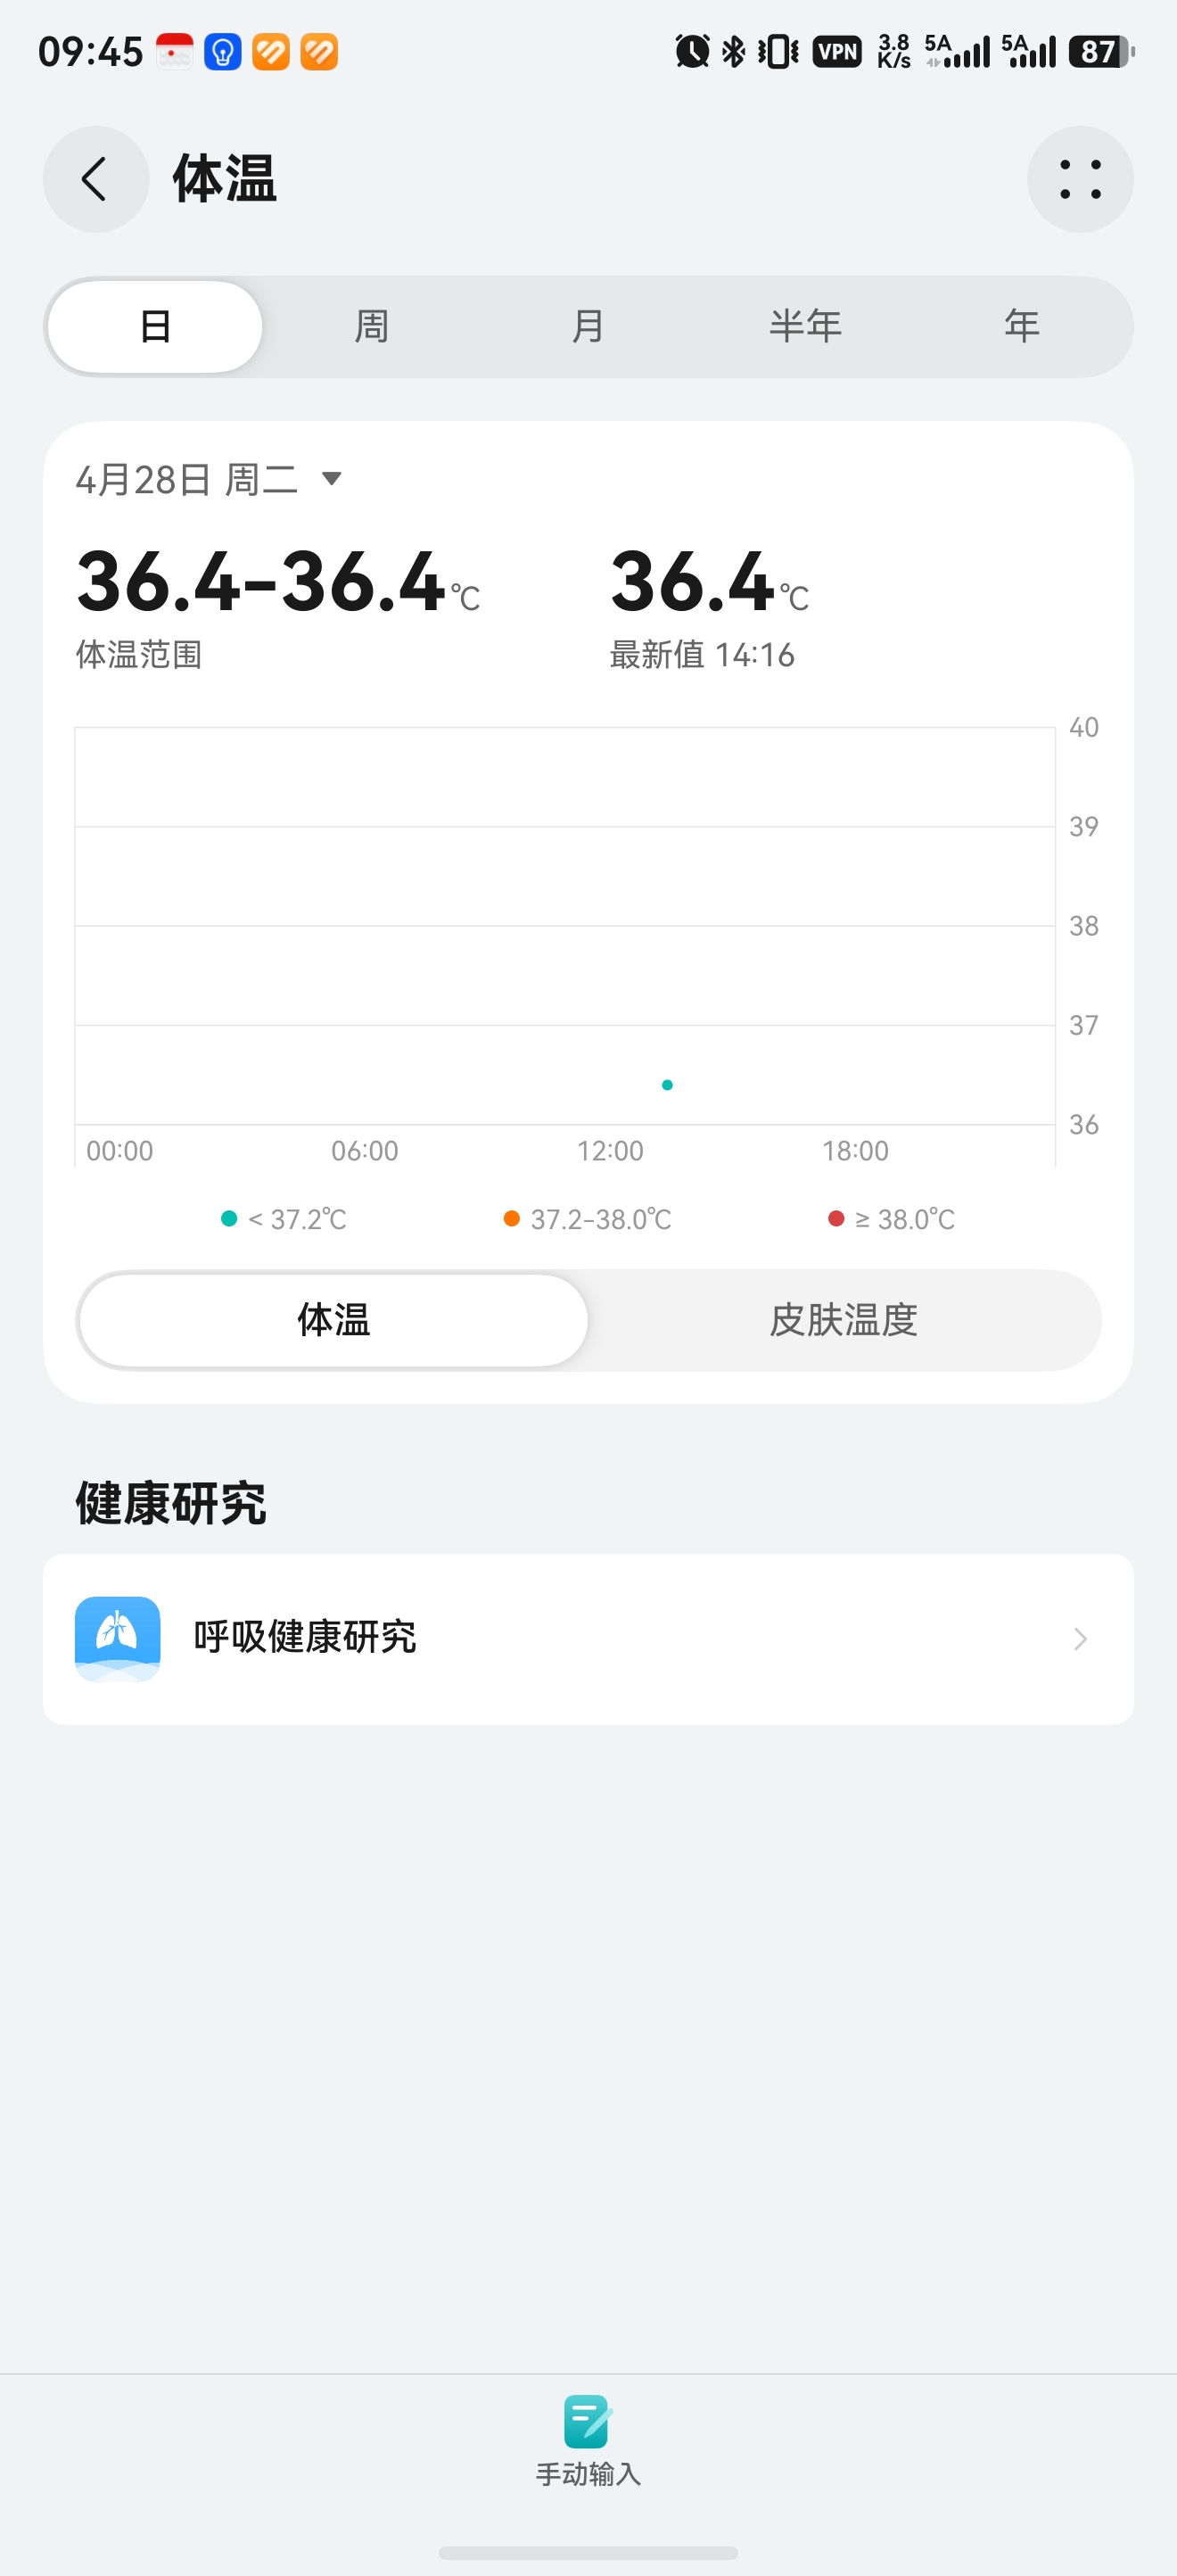 09:45 VPN 3.8 K/s 5A 5A 87
体温
日 周 月 半年 年
4月28日 周二
36.4-36.4℃ 36.4℃
体温范围 最新值 14:16
40
39
38
37
36
00:00 06:00 12:00 18:00
< 37.2℃ 37.2-38.0℃ ≥ 38.0℃
体温 皮肤温度
健康研究
呼吸健康研究
手动输入